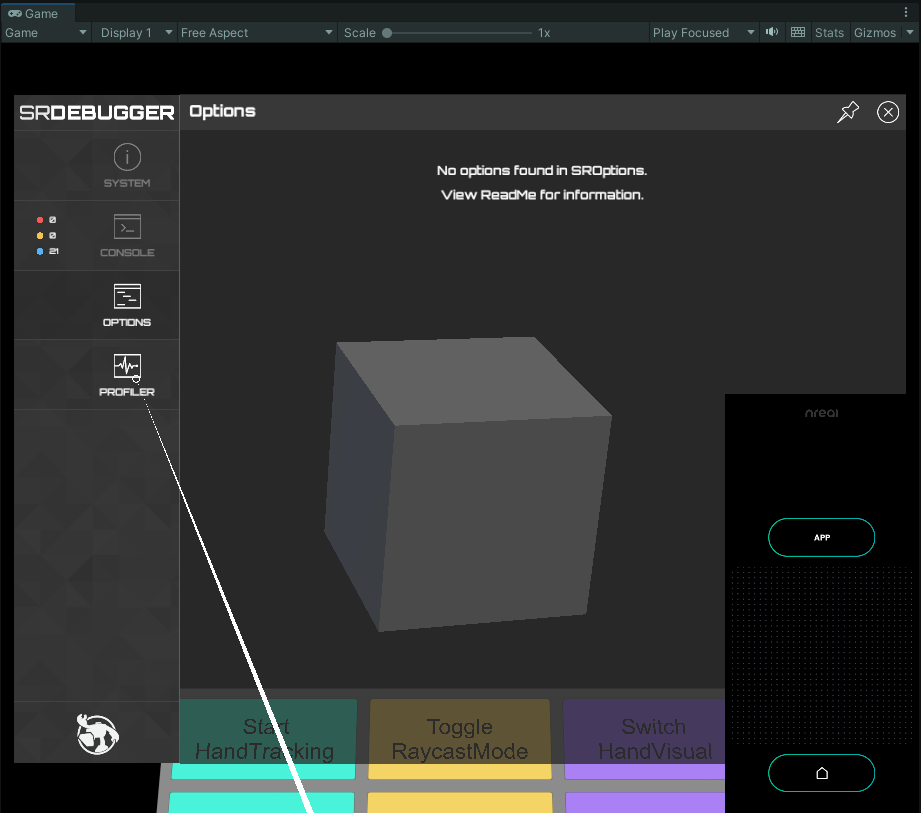 Game
Game Display 1 Free Aspect Scale 1x Play Focused Stats Gizmos
SRDEBUGGER
Options
No options found in SROptions.
View ReadMe for information.
SYSTEM
0
0
21
CONSOLE
OPTIONS
PROFILER
nreal
APP
Start
HandTracking
Toggle
RaycastMode
Switch
HandVisual